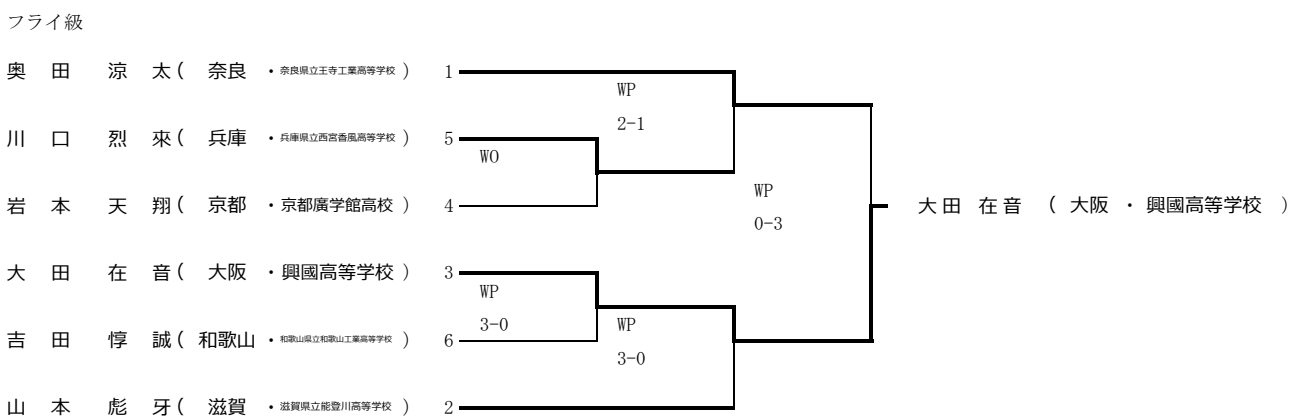 フライ級
奥 田 涼 太 ( 奈良 ・奈良県立王寺工業高等学校 ) 1
WP
2-1
川 口 烈 來 ( 兵庫 ・兵庫県立西宮香風高等学校 ) 5
WO
岩 本 天 翔 ( 京都 ・京都廣学館高校 ) 4
WP
0-3
大田 在音 ( 大阪 ・ 興國高等学校 )
大 田 在 音 ( 大阪 ・興國高等学校 ) 3
WP
3-0
吉 田 惇 誠 ( 和歌山 ・和歌山県立和歌山工業高等学校 ) 6
WP
3-0
山 本 彪 牙 ( 滋賀 ・滋賀県立能登川高等学校 ) 2